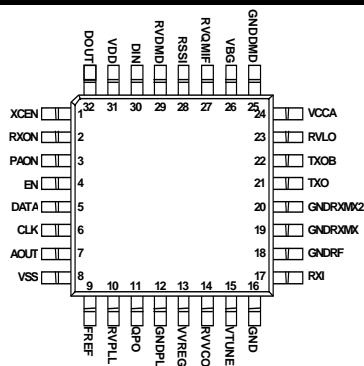 DOUT VDD DIN RVDMD RSSI RVQMIF VBG GNDDMD
32 31 30 29 28 27 26 25
XCEN 1 24 VCCA
RXON 2 23 RVLO
PAON 3 22 TXOB
EN 4 21 TXO
DATA 5 20 GNDRXMX2
CLK 6 19 GNDRXMX
AOUT 7 18 GNDRF
VSS 8 17 RXI
9 10 11 12 13 14 15 16
FREF RVPLL QPO GNDPL VVREG RVVCO VTUNE GND